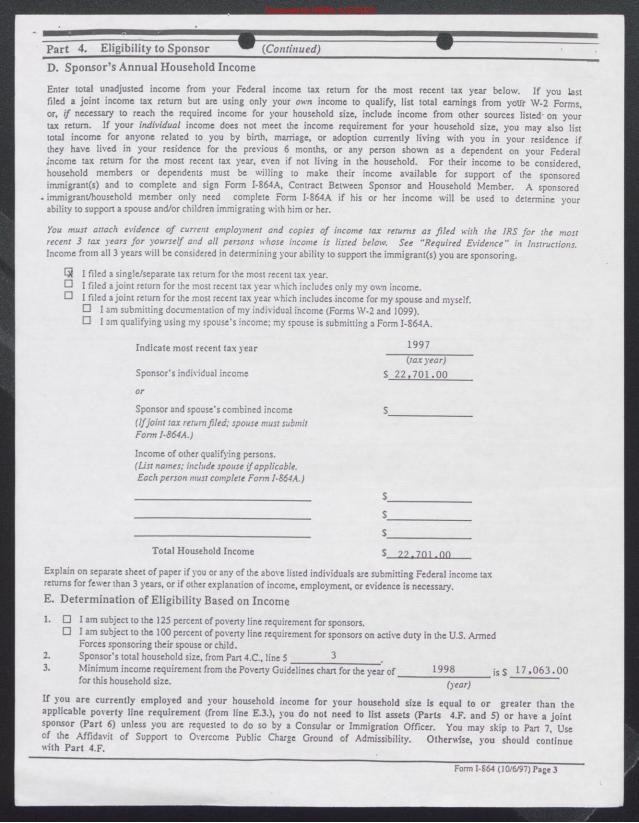 Part 4. Eligibility to Sponsor (Continued)
D. Sponsor's Annual Household Income
Enter total unadjusted income from your Federal income tax return for the most recent tax year below. If you last
filed a joint income tax return but are using only your own income to qualify, list total earnings from your W-2 Forms,
or, if necessary to reach the required income for your household size, include income from other sources listed on your
tax return. If your individual income does not meet the income requirement for your household size, you may also list
total income for anyone related to you by birth, marriage, or adoption currently living with you in your residence if
they have lived in your residence for the previous 6 months, or any person shown as a dependent on your Federal
income tax return for the most recent tax year, even if not living in the household. For their income to be considered,
household members or dependents must be willing to make their income available for support of the sponsored
immigrant(s) and to complete and sign Form I-864A, Contract Between Sponsor and Household Member. A sponsored
immigrant/household member only need complete Form I-864A if his or her income will be used to determine your
ability to support a spouse and/or children immigrating with him or her.
You must attach evidence of current employment and copies of income tax returns as filed with the IRS for the most
recent 3 tax years for yourself and all persons whose income is listed below. See "Required Evidence" in Instructions.
Income from all 3 years will be considered in determining your ability to support the immigrant(s) you are sponsoring.
☒ I filed a single/separate tax return for the most recent tax year.
☐ I filed a joint return for the most recent tax year which includes only my own income.
☐ I filed a joint return for the most recent tax year which includes income for my spouse and myself.
☐ I am submitting documentation of my individual income (Forms W-2 and 1099).
☐ I am qualifying using my spouse's income; my spouse is submitting a Form I-864A.
Indicate most recent tax year 1997
(tax year)
Sponsor's individual income $ 22,701.00
or
Sponsor and spouse's combined income $
(If joint tax return filed; spouse must submit
Form I-864A.)
Income of other qualifying persons.
(List names; include spouse if applicable.
Each person must complete Form I-864A.)
$
$
$
Total Household Income $ 22,701.00
Explain on separate sheet of paper if you or any of the above listed individuals are submitting Federal income tax
returns for fewer than 3 years, or if other explanation of income, employment, or evidence is necessary.
E. Determination of Eligibility Based on Income
1. ☐ I am subject to the 125 percent of poverty line requirement for sponsors.
☐ I am subject to the 100 percent of poverty line requirement for sponsors on active duty in the U.S. Armed
Forces sponsoring their spouse or child.
2. Sponsor's total household size, from Part 4.C., line 5 3 .
3. Minimum income requirement from the Poverty Guidelines chart for the year of 1998 is $ 17,063.00
for this household size. (year)
If you are currently employed and your household income for your household size is equal to or greater than the
applicable poverty line requirement (from line E.3.), you do not need to list assets (Parts 4.F. and 5) or have a joint
sponsor (Part 6) unless you are requested to do so by a Consular or Immigration Officer. You may skip to Part 7, Use
of the Affidavit of Support to Overcome Public Charge Ground of Admissibility. Otherwise, you should continue
with Part 4.F.
Form I-864 (10/6/97) Page 3